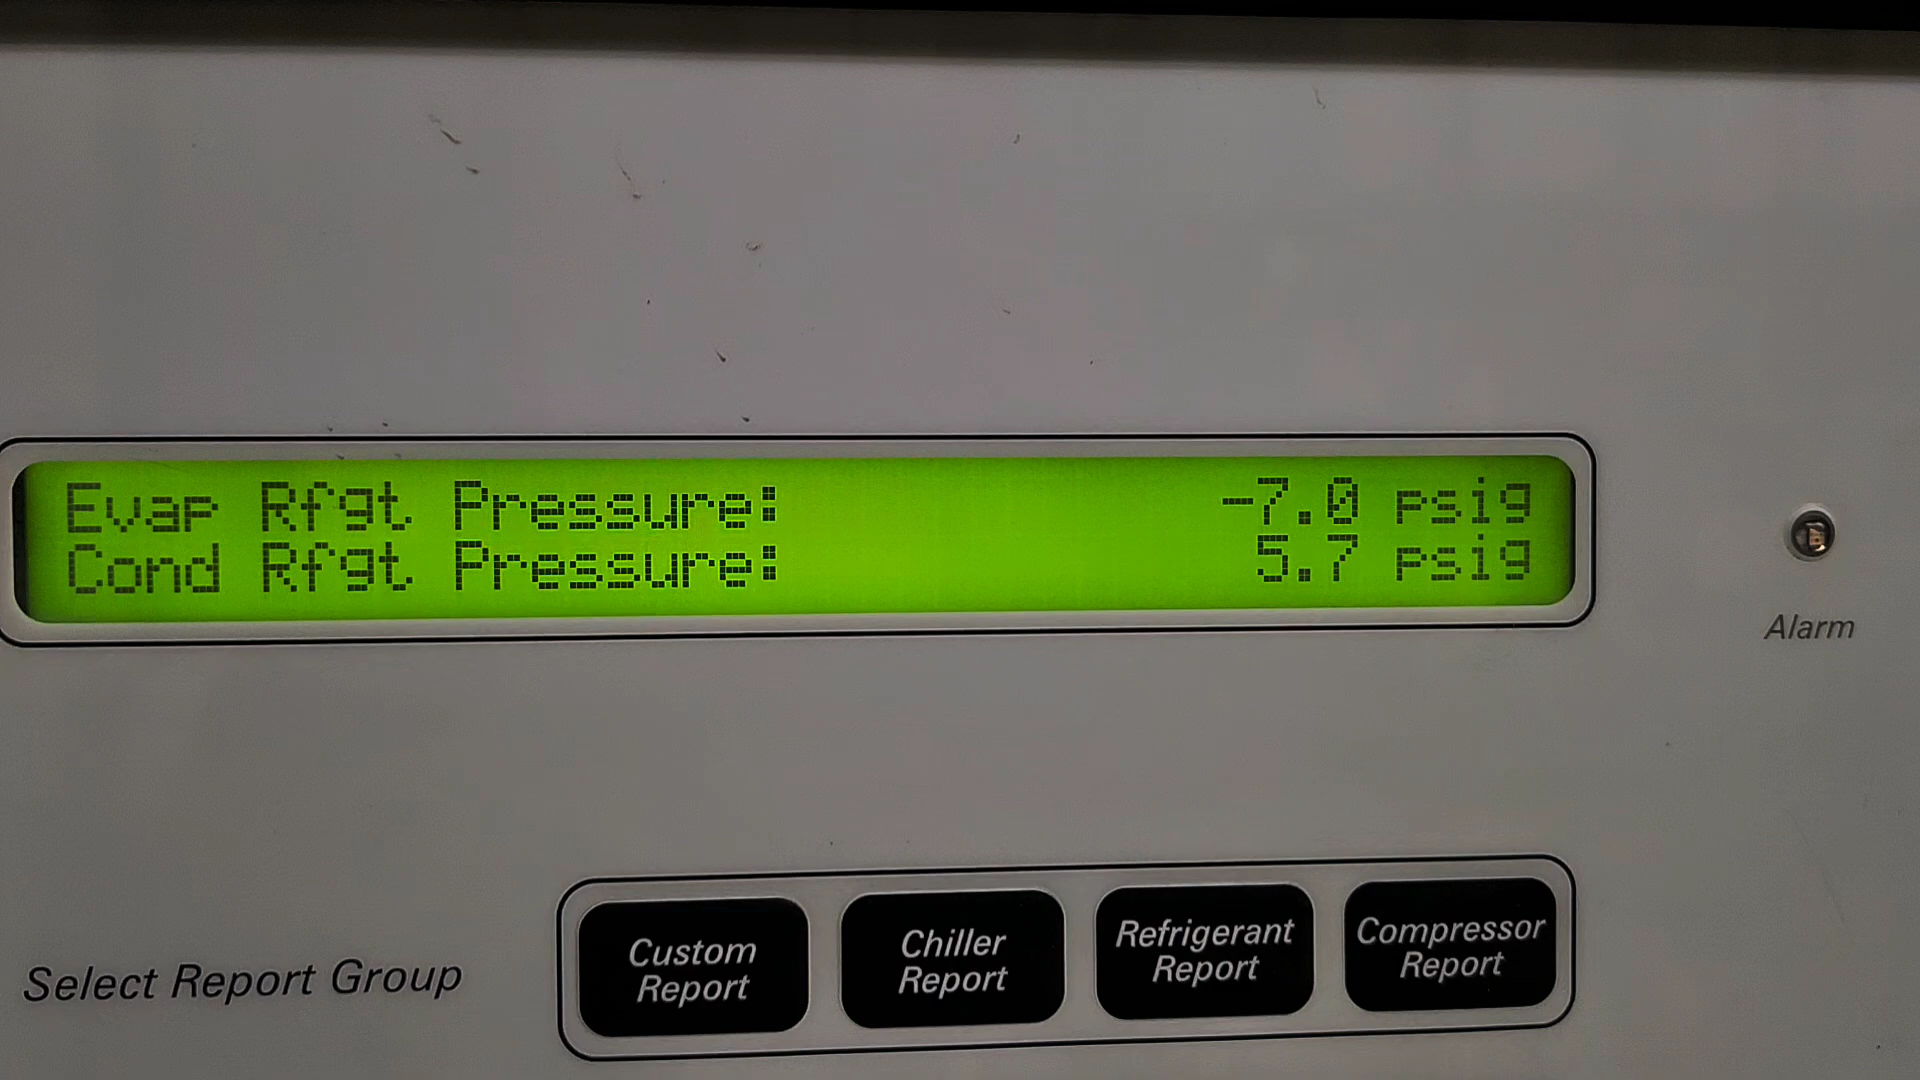 Evap Rfgt Pressure: -7.0 psig
Cond Rfgt Pressure: 5.7 psig
Alarm
Select Report Group
Custom
Report
Chiller
Report
Refrigerant
Report
Compressor
Report